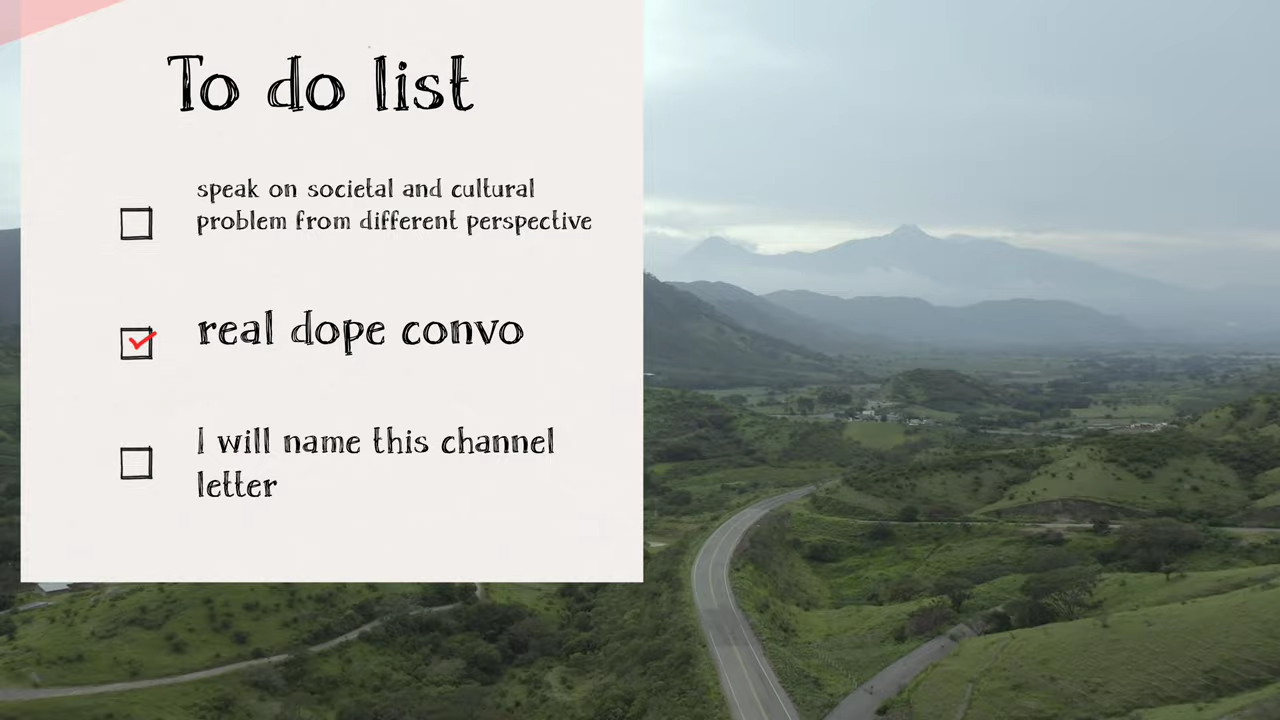 To do list
speak on societal and cultural
problem from different perspective
real dope convo
I will name this channel
letter